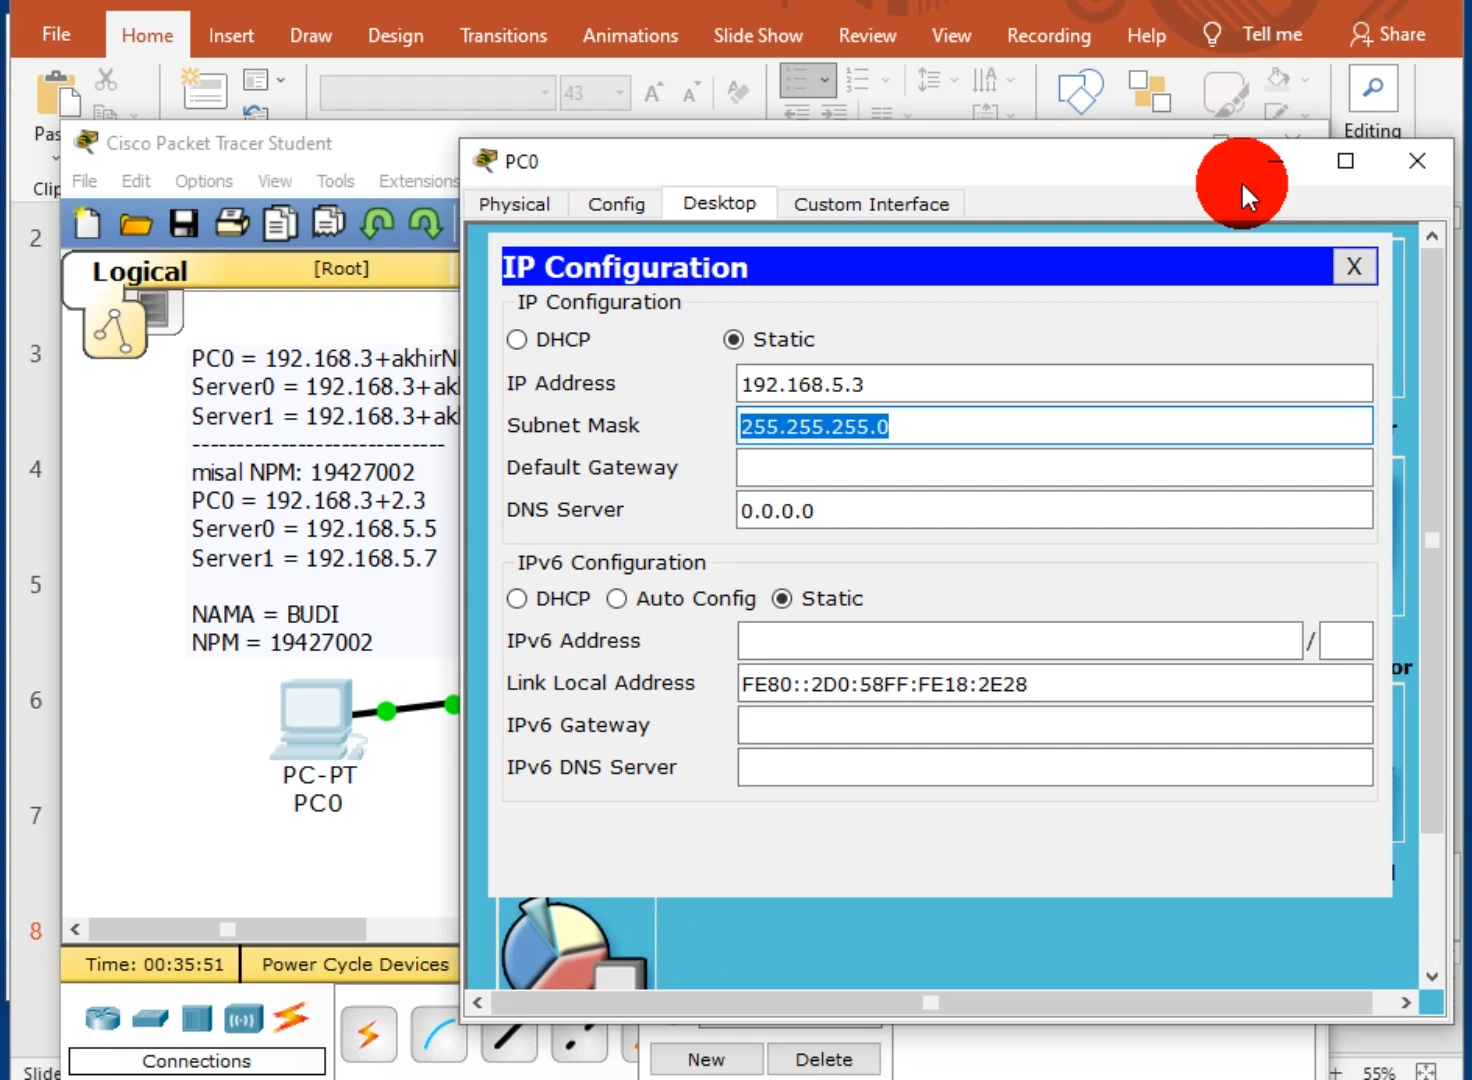 File Home Insert Draw Design Transitions Animations Slide Show Review View Recording Help Tell me Share
43
Editing
Cisco Packet Tracer Student
File Edit Options View Tools Extensions
Logical [Root]
PC0 = 192.168.3+akhirN
Server0 = 192.168.3+ak
Server1 = 192.168.3+ak
----------------------------
misal NPM: 19427002
PC0 = 192.168.3+2.3
Server0 = 192.168.5.5
Server1 = 192.168.5.7
NAMA = BUDI
NPM = 19427002
PC-PT
PC0
2
3
4
5
6
7
8
Time: 00:35:51 Power Cycle Devices
Connections
New Delete
55%
PC0
Physical Config Desktop Custom Interface
IP Configuration X
IP Configuration
DHCP Static
IP Address 192.168.5.3
Subnet Mask 255.255.255.0
Default Gateway
DNS Server 0.0.0.0
IPv6 Configuration
DHCP Auto Config Static
IPv6 Address /
Link Local Address FE80::2D0:58FF:FE18:2E28
IPv6 Gateway
IPv6 DNS Server